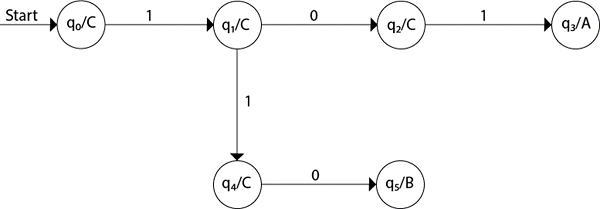 Start
q₀/C
1
q₁/C
0
q₂/C
1
q₃/A
1
q₄/C
0
q₅/B